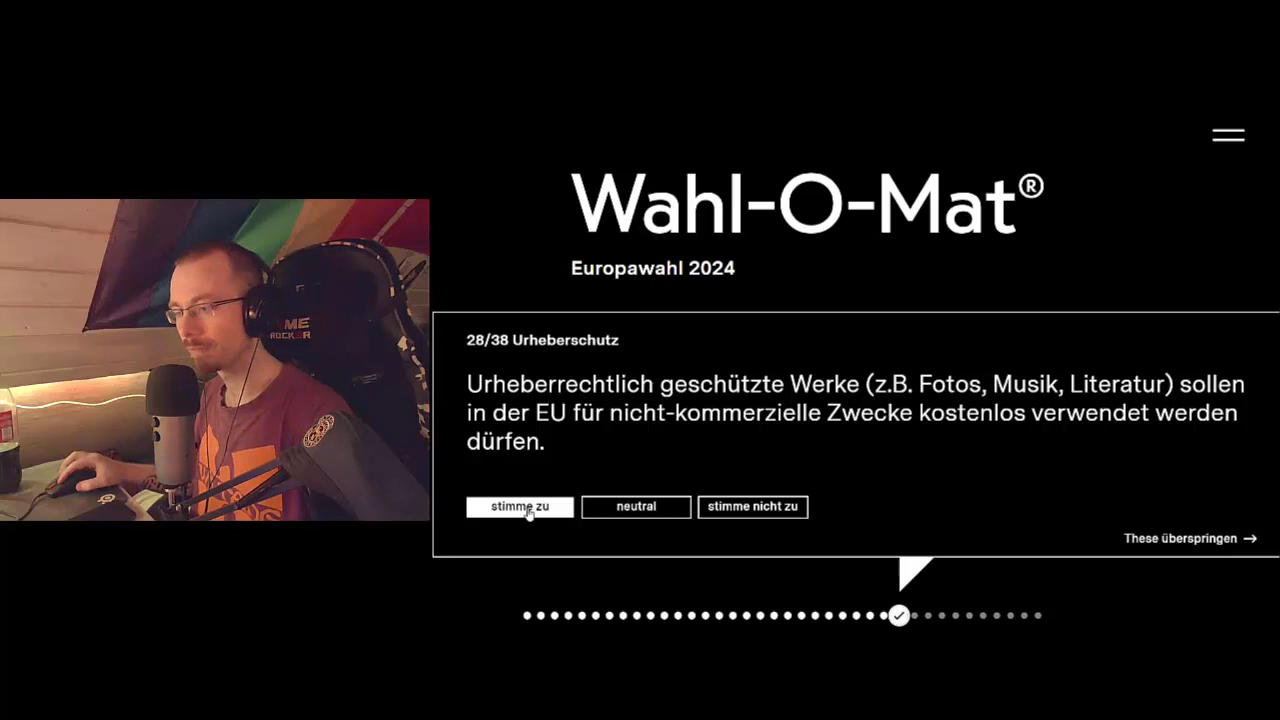 Wahl-O-Mat®
Europawahl 2024
28/38 Urheberschutz
Urheberrechtlich geschützte Werke (z.B. Fotos, Musik, Literatur) sollen
in der EU für nicht-kommerzielle Zwecke kostenlos verwendet werden
dürfen.
stimme zu
neutral
stimme nicht zu
These überspringen →